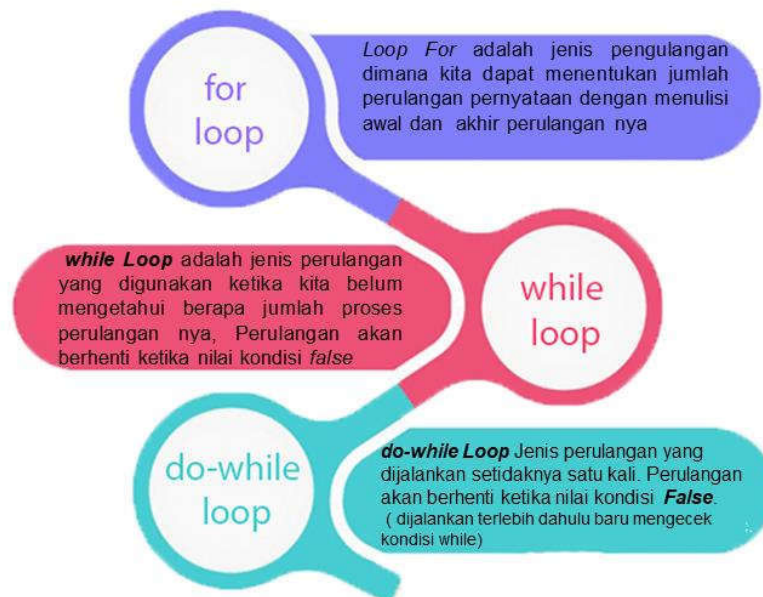 for
loop
Loop For adalah jenis pengulangan
dimana kita dapat menentukan jumlah
perulangan pernyataan dengan menulisi
awal dan akhir perulangan nya
while Loop adalah jenis perulangan
yang digunakan ketika kita belum
mengetahui berapa jumlah proses
perulangan nya, Perulangan akan
berhenti ketika nilai kondisi false
while
loop
do-while
loop
do-while Loop Jenis perulangan yang
dijalankan setidaknya satu kali. Perulangan
akan berhenti ketika nilai kondisi False.
( dijalankan terlebih dahulu baru mengecek
kondisi while)